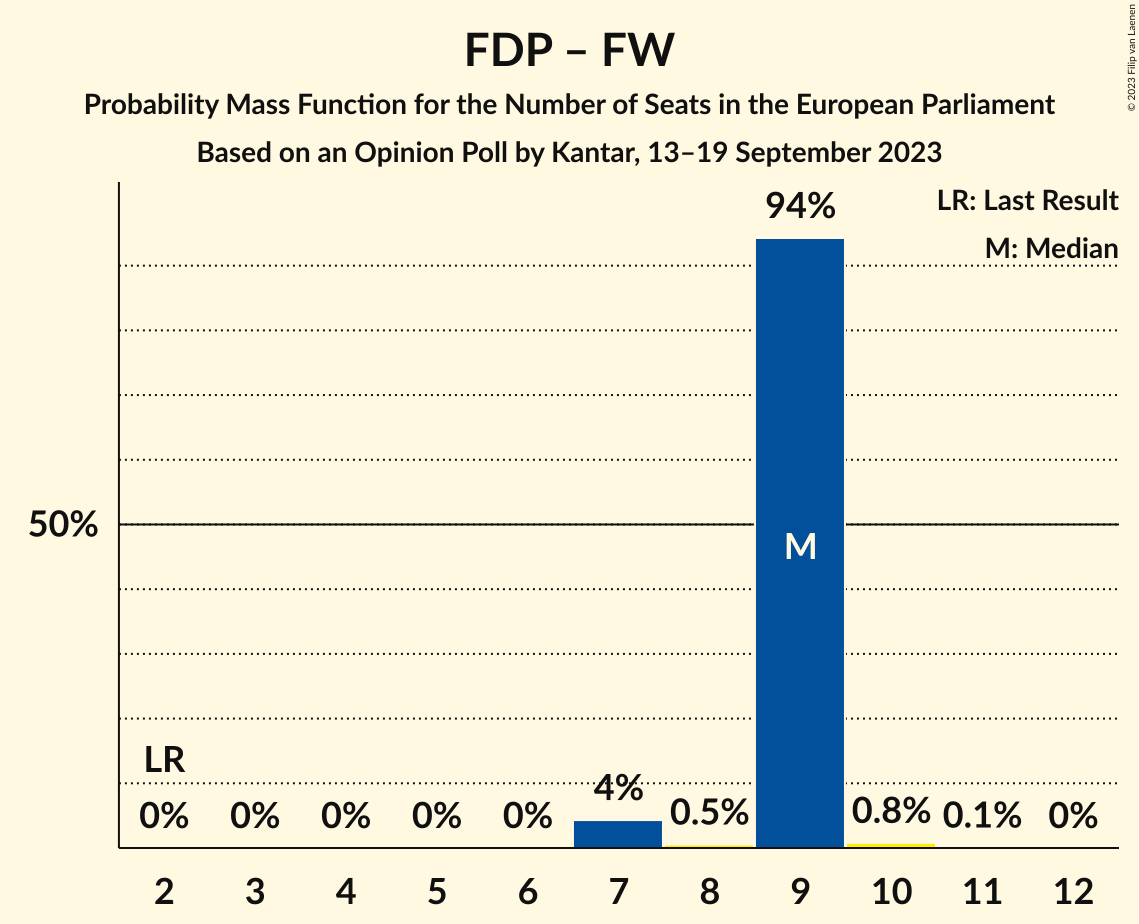 © 2023 Filip van Laenen
FDP – FW
Probability Mass Function for the Number of Seats in the European Parliament
Based on an Opinion Poll by Kantar, 13–19 September 2023
LR: Last Result
M: Median
94%
50%
M
LR
0% 0% 0% 0% 0% 4% 0.5% 0.8% 0.1% 0%
2 3 4 5 6 7 8 9 10 11 12